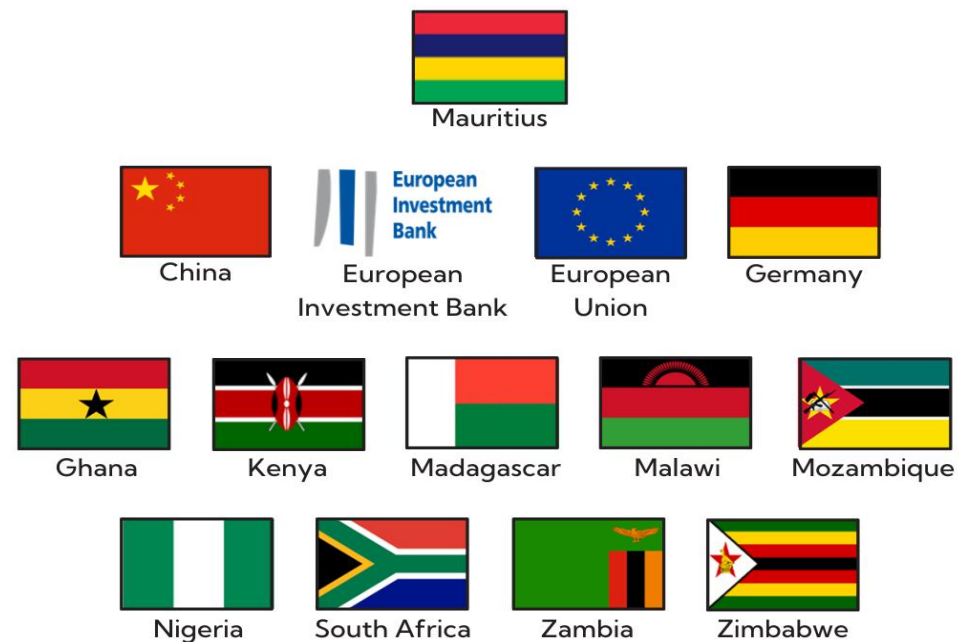 Mauritius
European
Investment
Bank
China
European
Investment Bank
European
Union
Germany
Ghana
Kenya
Madagascar
Malawi
Mozambique
Nigeria
South Africa
Zambia
Zimbabwe